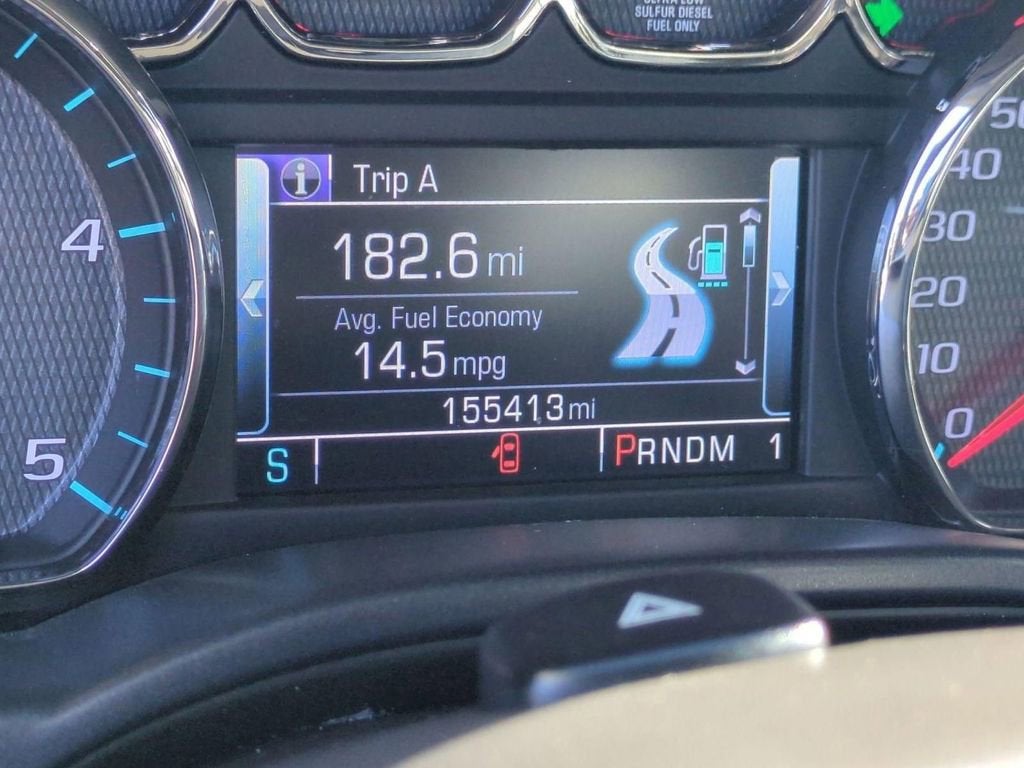 ULTRA LOW
SULFUR DIESEL
FUEL ONLY
i Trip A
182.6 mi
Avg. Fuel Economy
14.5 mpg
155413 mi
S PRNDM 1
4
5
50
40
30
20
10
0